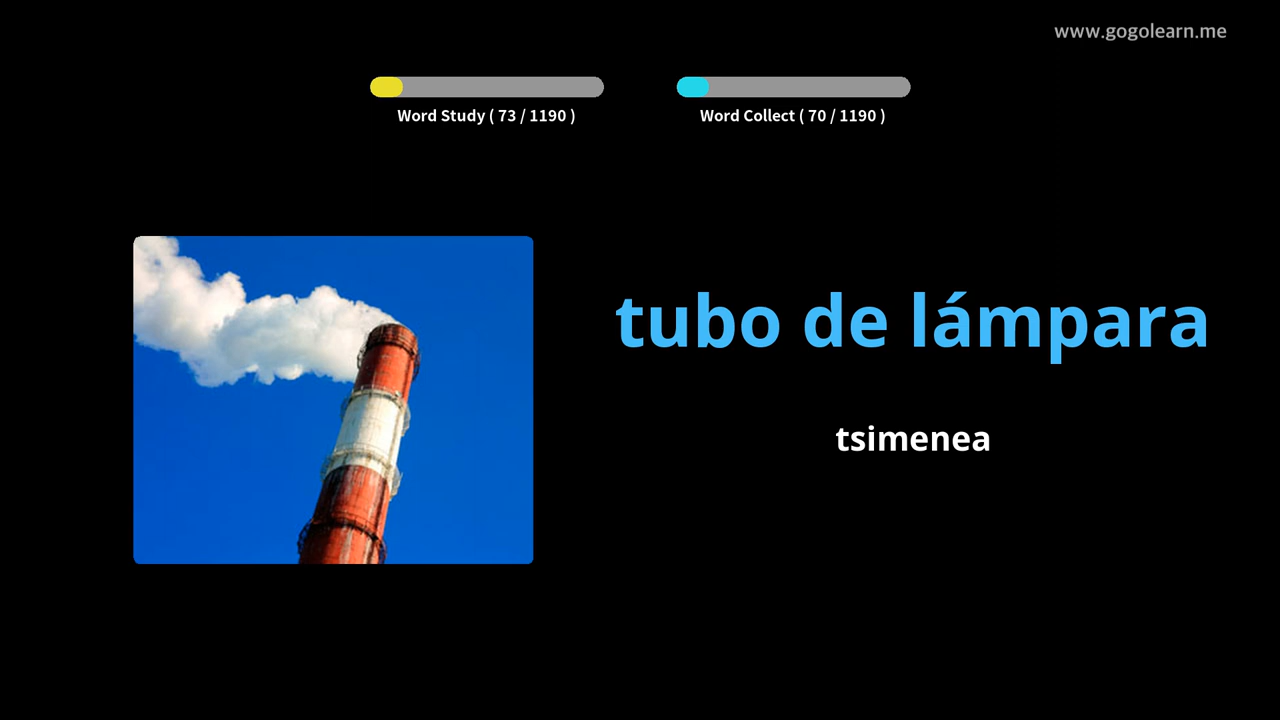 www.gogolearn.me
Word Study ( 73 / 1190 )
Word Collect ( 70 / 1190 )
tubo de lámpara
tsimenea